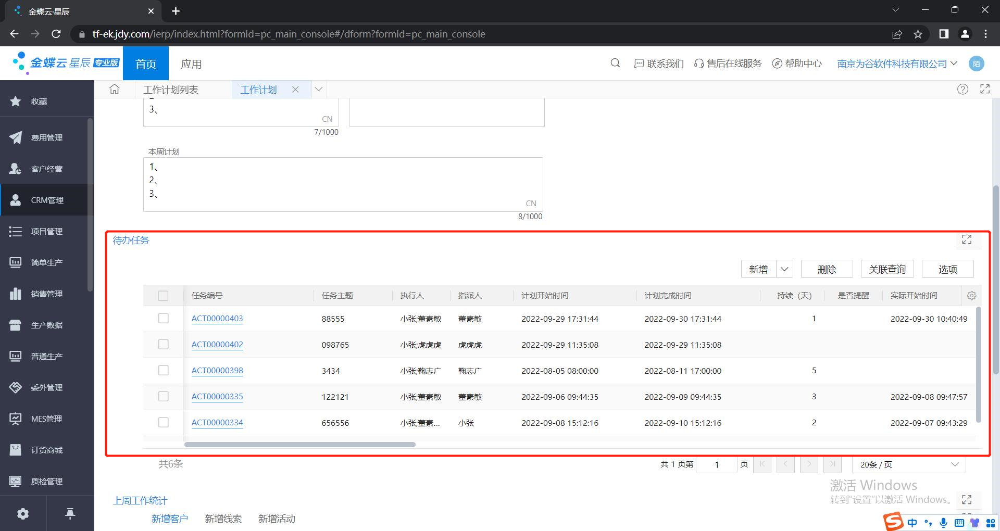 金蝶云·星辰
tf-ek.jdy.com/ierp/index.html?formId=pc_main_console#/dform?formId=pc_main_console
金蝶云 星辰 专业版 首页 应用 联系我们 售后在线服务 帮助中心 南京为谷软件科技有限公司 陌
收藏
费用管理
客户经营
CRM管理
项目管理
简单生产
销售管理
生产数据
普通生产
委外管理
MES管理
订货商城
质检管理
工作计划列表 工作计划
3、
CN
7/1000
本周计划
1、
2、
3、
CN
8/1000
待办任务
新增 删除 关联查询 选项
任务编号 任务主题 执行人 指派人 计划开始时间 计划完成时间 持续（天） 是否提醒 实际开始时间
ACT00000403 88555 小张;董素敏 董素敏 2022-09-29 17:31:44 2022-09-30 17:31:44 1 2022-09-30 10:40:49
ACT00000402 098765 小张;虎虎虎 虎虎虎 2022-09-29 11:35:08 2022-09-29 11:35:08
ACT00000398 3434 小张;鞠志广 鞠志广 2022-08-05 08:00:00 2022-08-11 17:00:00 5
ACT00000335 122121 小张;董素敏 董素敏 2022-09-06 09:44:35 2022-09-09 09:44:35 3 2022-09-08 09:47:57
ACT00000334 656556 小张;董素... 小张 2022-09-08 15:12:16 2022-09-10 15:12:16 2 2022-09-07 09:43:29
共6条 共 1 页第 1 页 20条 / 页
激活 Windows
转到“设置”以激活 Windows。
上周工作统计
新增客户 新增线索 新增活动
中